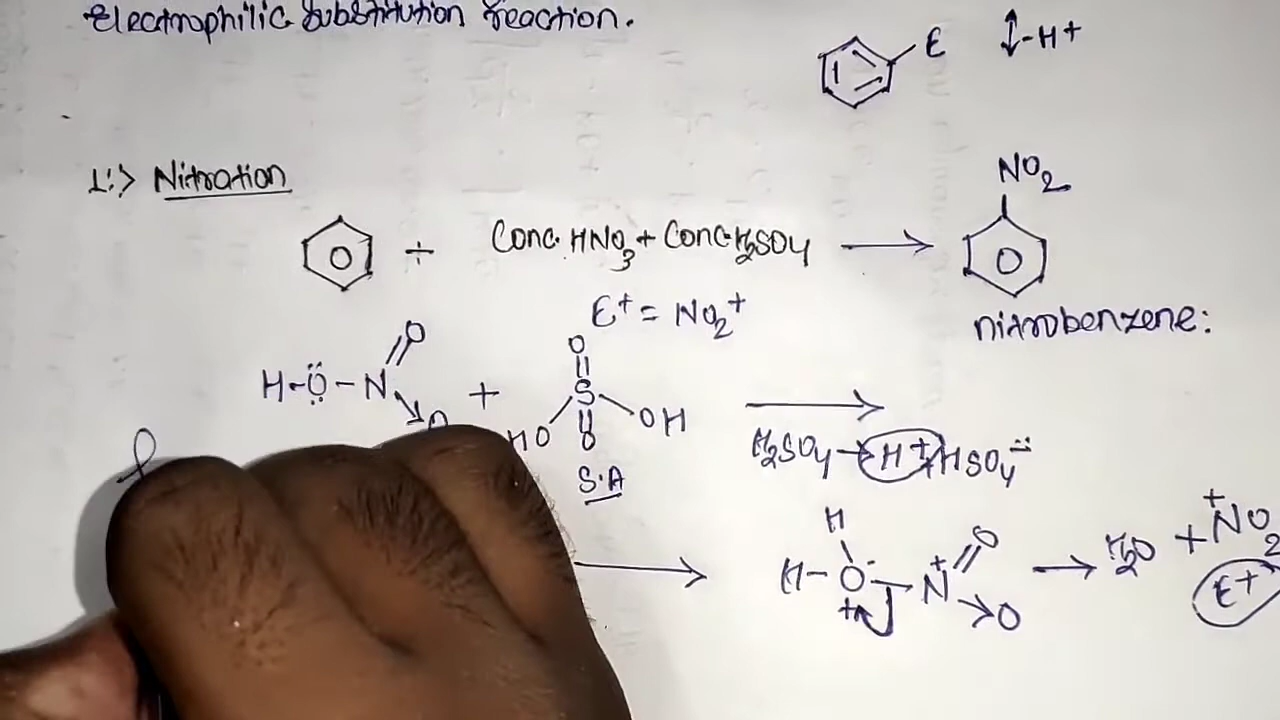 Electrophilic Substitution reaction.
E -H+
1:> Nitration
+ Conc. HNO3 + Conc. H2SO4 → NO2
E+ = NO2+
nitrobenzene:
H-Ö-N O O + O S O HO OH →
H2SO4 → H+ HSO4-
S.A
→ H H-O-N+ O O → H2O + +NO2
+
E+